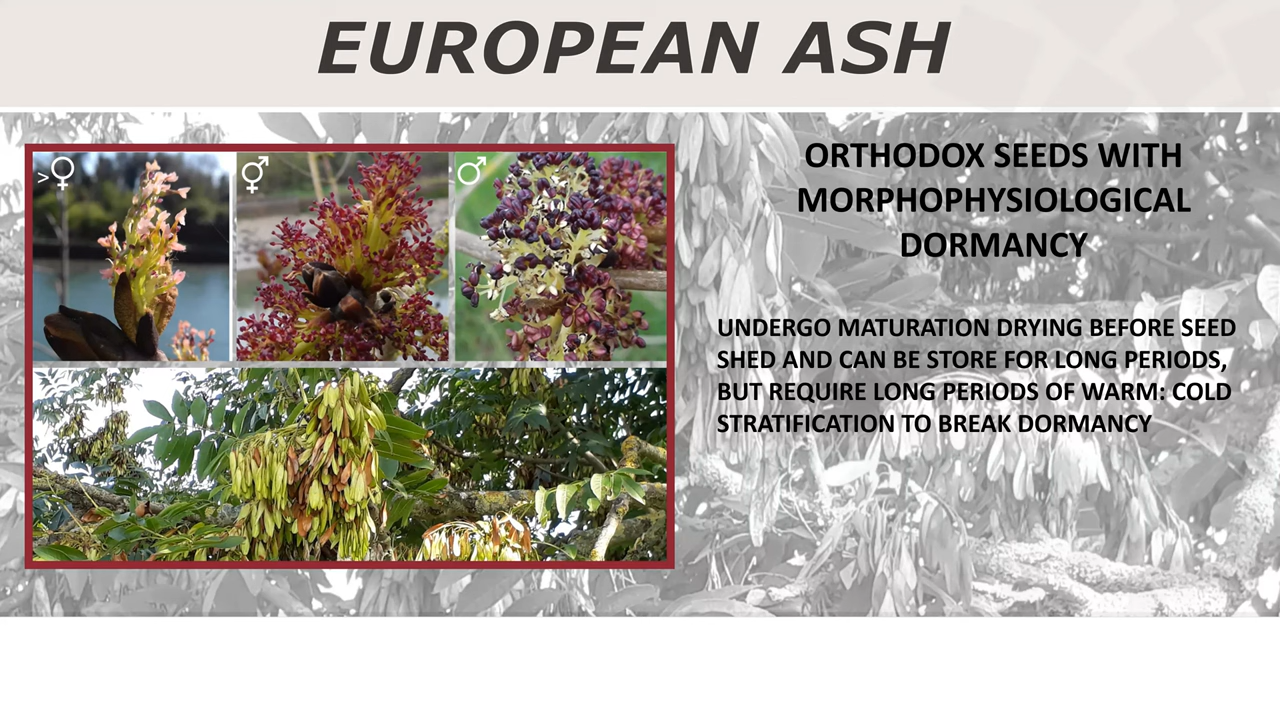 EUROPEAN ASH
>♀
⚥
♂
ORTHODOX SEEDS WITH
MORPHOPHYSIOLOGICAL
DORMANCY
UNDERGO MATURATION DRYING BEFORE SEED
SHED AND CAN BE STORE FOR LONG PERIODS,
BUT REQUIRE LONG PERIODS OF WARM: COLD
STRATIFICATION TO BREAK DORMANCY